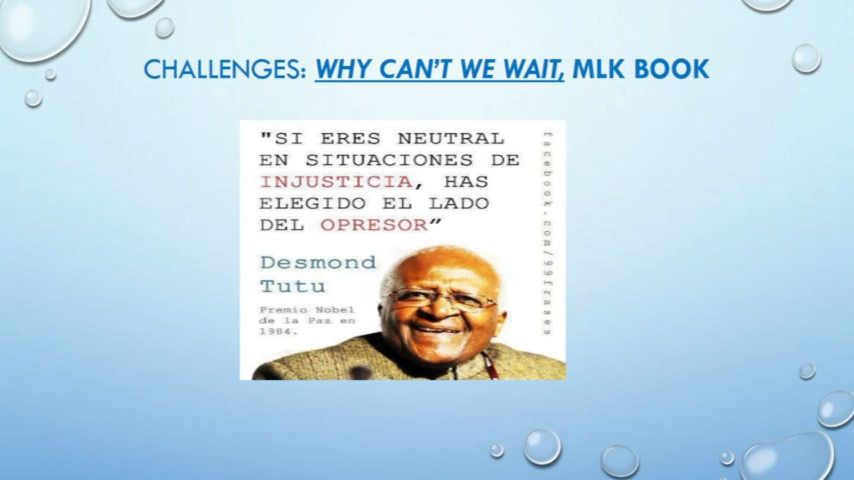 CHALLENGES: WHY CAN'T WE WAIT, MLK BOOK
"SI ERES NEUTRAL
EN SITUACIONES DE
INJUSTICIA, HAS
ELEGIDO EL LADO
DEL OPRESOR”
Desmond
Tutu
Premio Nobel
de la Paz en
1984.
facebook.com/99frases